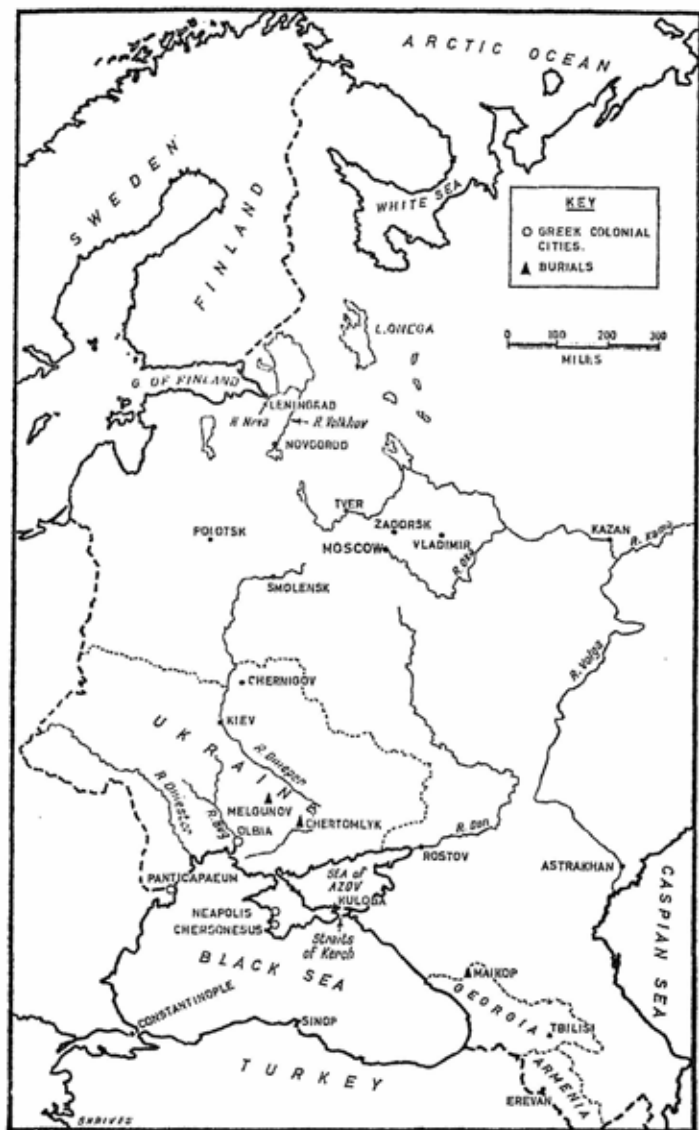 ARCTIC OCEAN
SWEDEN
FINLAND
WHITE SEA
KEY
GREEK COLONIAL
CITIES.
BURIALS
0 100 200 300
MILES
L. ONEGA
G OF FINLAND
LENINGRAD
R. Neva
R. Volkhov
NOVGOROD
TVER
ZAGORSK
POLOTSK
MOSCOW
VLADIMIR
KAZAN
R. Kama
R. Oka
SMOLENSK
R. Volga
CHERNIGOV
KIEV
UKRAINE
R. Dnieper
R Dniester
R. Bug
MELGUNOV
CHERTOMLYK
OLBIA
R. Don
ROSTOV
ASTRAKHAN
PANTICAPAEUM
SEA of
AZOV
KULOBA
NEAPOLIS
CHERSONESUS
Straits
of Kerch
CASPIAN SEA
BLACK SEA
MAIKOP
GEORGIA
CONSTANTINOPLE
SINOP
TBILISI
TURKEY
ARMENIA
EREVAN